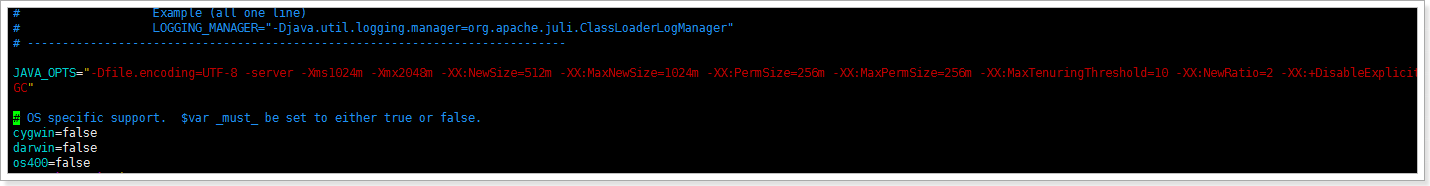 #                   Example (all one line)
#                   LOGGING_MANAGER="-Djava.util.logging.manager=org.apache.juli.ClassLoaderLogManager"
# -----------------------------------------------------------------------------
JAVA_OPTS="-Dfile.encoding=UTF-8 -server -Xms1024m -Xmx2048m -XX:NewSize=512m -XX:MaxNewSize=1024m -XX:PermSize=256m -XX:MaxPermSize=256m -XX:MaxTenuringThreshold=10 -XX:NewRatio=2 -XX:+DisableExplicit
GC"
# OS specific support.  $var _must_ be set to either true or false.
cygwin=false
darwin=false
os400=false